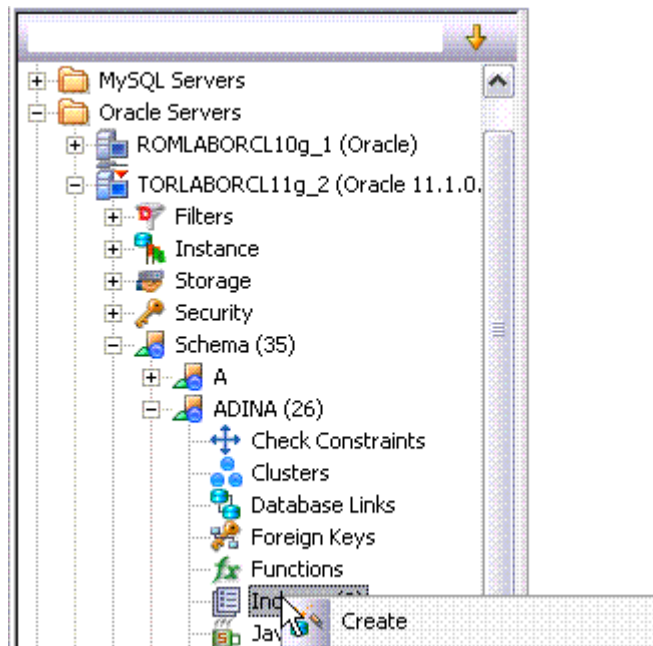 MySQL Servers
Oracle Servers
ROMLABORCL10g_1 (Oracle)
TORLABORCL11g_2 (Oracle 11.1.0.
Filters
Instance
Storage
Security
Schema (35)
A
ADINA (26)
Check Constraints
Clusters
Database Links
Foreign Keys
Functions
Create